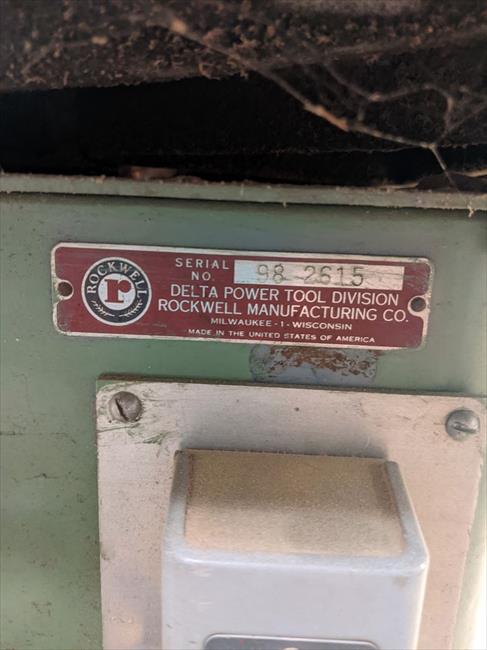 ROCKWELL
r
SERIAL
NO. 98 2615
DELTA POWER TOOL DIVISION
ROCKWELL MANUFACTURING CO.
MILWAUKEE - 1 - WISCONSIN
MADE IN THE UNITED STATES OF AMERICA